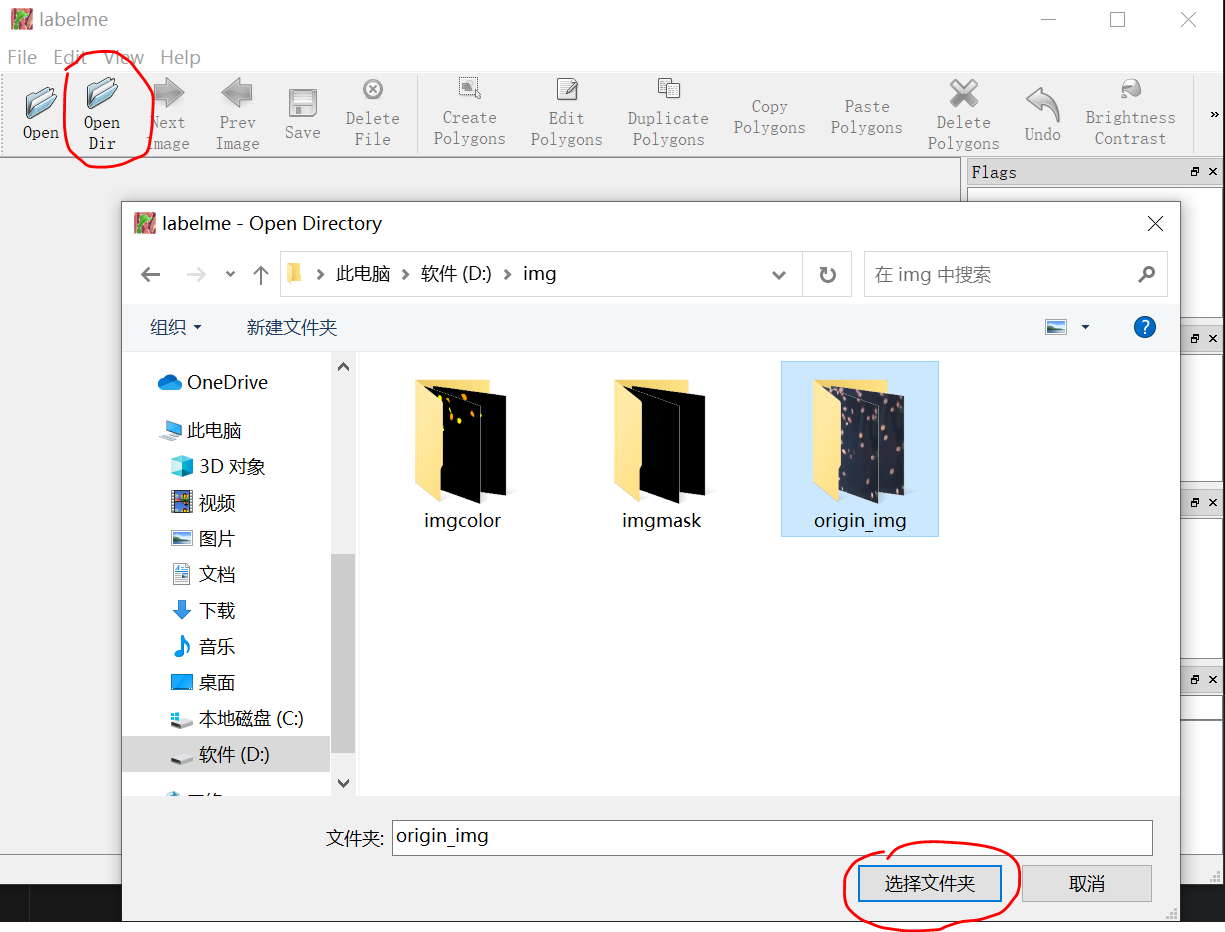 labelme
File Edit View Help
Open
Open
Dir
Next
Image
Prev
Image
Save
Delete
File
Create
Polygons
Edit
Polygons
Duplicate
Polygons
Copy
Polygons
Paste
Polygons
Delete
Polygons
Undo
Brightness
Contrast
»
Flags
labelme - Open Directory
此电脑 > 软件 (D:) > img
在 img 中搜索
组织
新建文件夹
?
OneDrive
此电脑
3D 对象
视频
图片
文档
下载
音乐
桌面
本地磁盘 (C:)
软件 (D:)
imgcolor
imgmask
origin_img
文件夹: origin_img
选择文件夹
取消